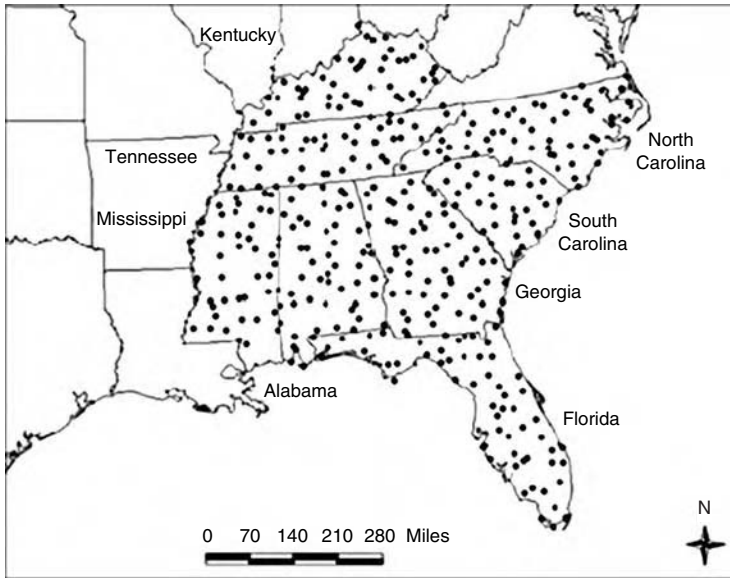 Kentucky
Tennessee
North
Carolina
Mississippi
South
Carolina
Georgia
Alabama
Florida
N
0 70 140 210 280 Miles